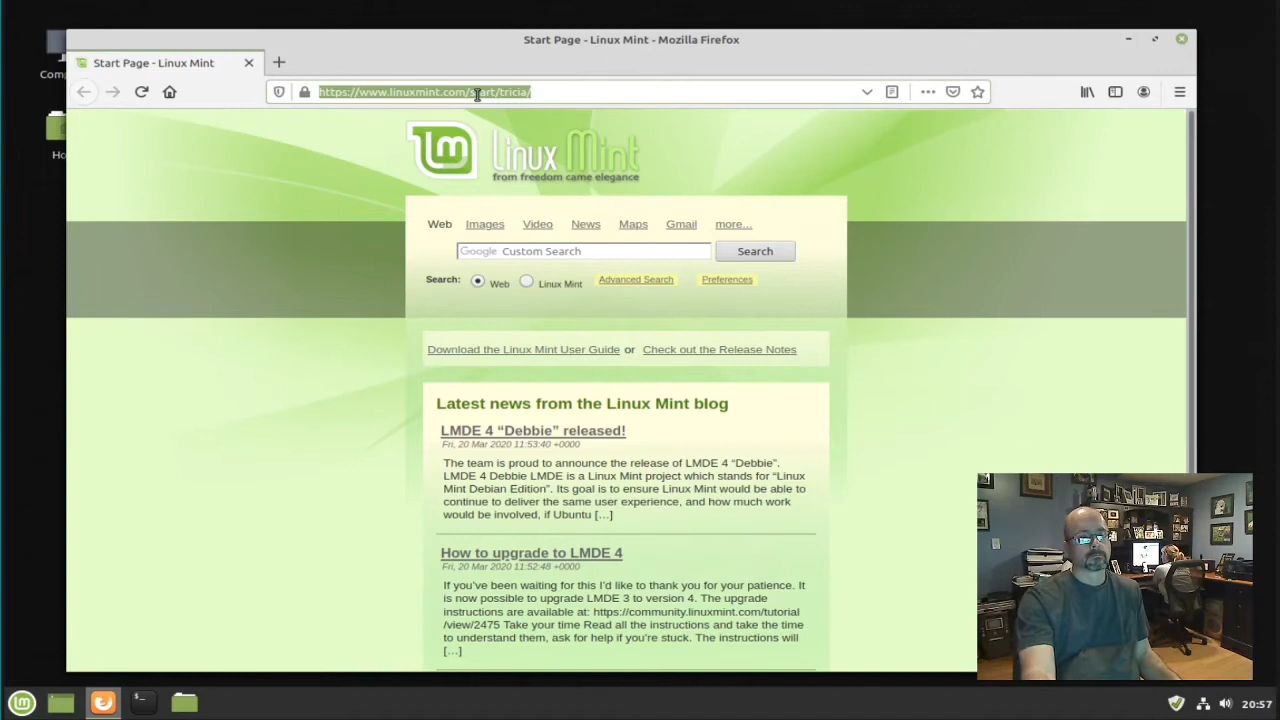 Start Page - Linux Mint - Mozilla Firefox
Start Page - Linux Mint
https://www.linuxmint.com/start/tricia/
Linux Mint
from freedom came elegance
Web Images Video News Maps Gmail more...
Google Custom Search Search
Search: Web Linux Mint Advanced Search Preferences
Download the Linux Mint User Guide or Check out the Release Notes
Latest news from the Linux Mint blog
LMDE 4 “Debbie” released!
Fri, 20 Mar 2020 11:53:40 +0000
The team is proud to announce the release of LMDE 4 “Debbie”.
LMDE 4 Debbie LMDE is a Linux Mint project which stands for “Linux
Mint Debian Edition”. Its goal is to ensure Linux Mint would be able to
continue to deliver the same user experience, and how much work
would be involved, if Ubuntu […]
How to upgrade to LMDE 4
Fri, 20 Mar 2020 11:52:48 +0000
If you’ve been waiting for this I’d like to thank you for your patience. It
is now possible to upgrade LMDE 3 to version 4. The upgrade
instructions are available at: https://community.linuxmint.com/tutorial
/view/2475 Take your time Read all the instructions and take the time
to understand them, ask for help if you’re stuck. The instructions will
[…]
Com
Ho
20:57